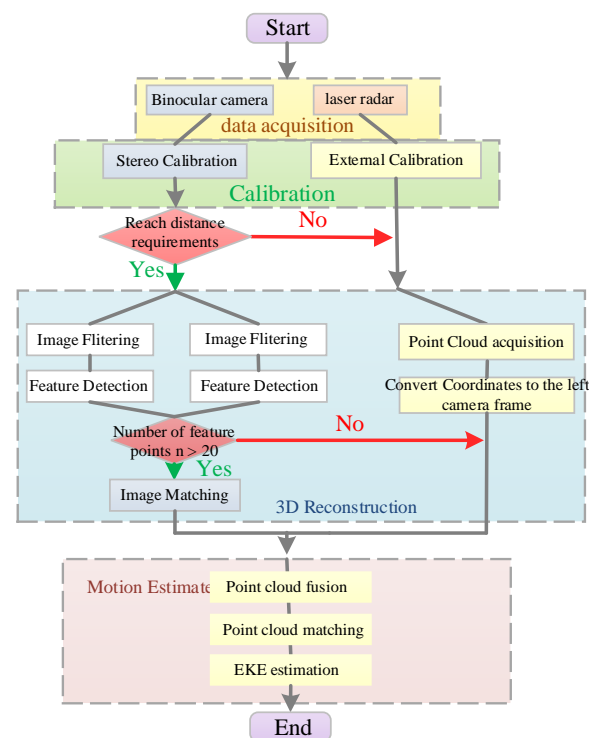 Start
Binocular camera
laser radar
data acquisition
Stereo Calibration
External Calibration
Calibration
Reach distance
requirements
No
Yes
Image Flitering
Image Flitering
Point Cloud acquisition
Feature Detection
Feature Detection
Convert Coordinates to the left
camera frame
Number of feature
points n > 20
No
Yes
Image Matching
3D Reconstruction
Motion Estimate
Point cloud fusion
Point cloud matching
EKE estimation
End